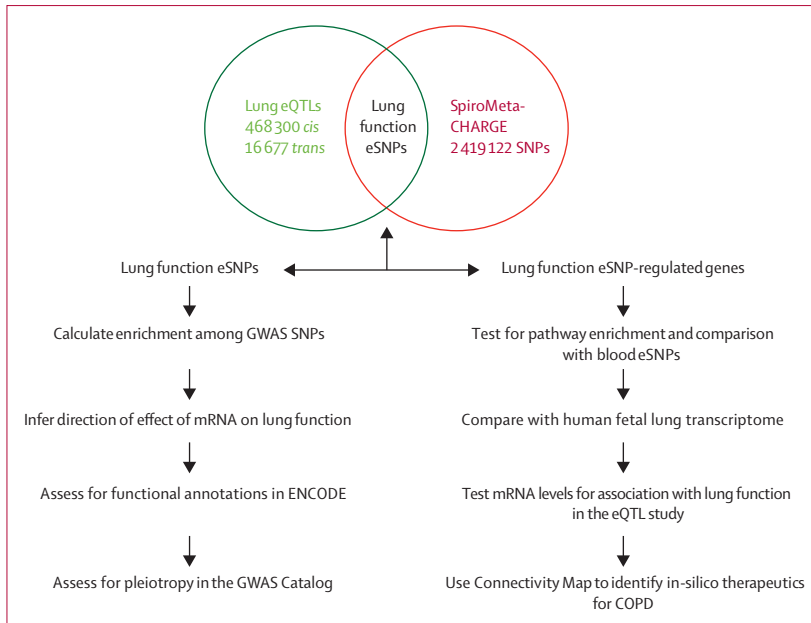 Lung eQTLs
468 300 cis
16 677 trans
Lung
function
eSNPs
SpiroMeta-
CHARGE
2 419 122 SNPs
Lung function eSNPs
Calculate enrichment among GWAS SNPs
Infer direction of effect of mRNA on lung function
Assess for functional annotations in ENCODE
Assess for pleiotropy in the GWAS Catalog
Lung function eSNP-regulated genes
Test for pathway enrichment and comparison
with blood eSNPs
Compare with human fetal lung transcriptome
Test mRNA levels for association with lung function
in the eQTL study
Use Connectivity Map to identify in-silico therapeutics
for COPD